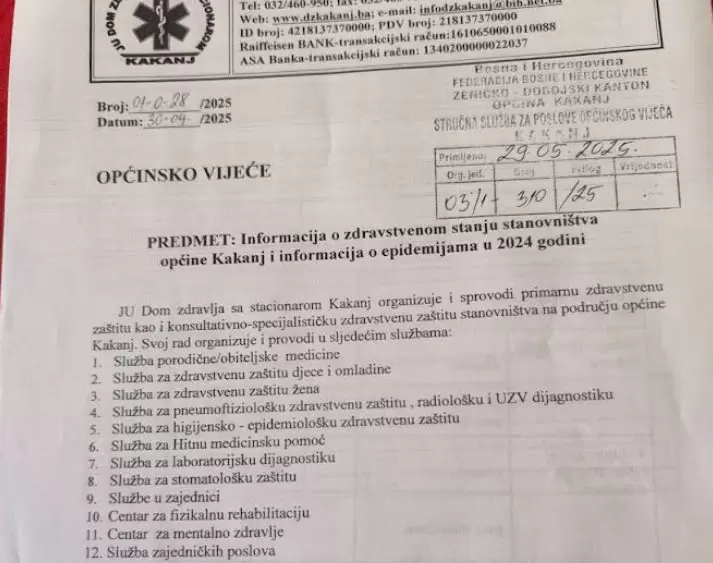 JU DOM
KAKANJ
Tel: 032/460-950;
Web: www.dzkakanj.ba; e-mail: infodzkakanj@bih.net.ba
ID broj: 4218137370000; PDV broj: 218137370000
Raiffeisen BANK-transakcijski račun:1610650001010088
ASA Banka-transakcijski račun: 1340200000022037
Broj: 01-0-28 /2025
Datum: 30-04. /2025
Bosna i Hercegovina
FEDERACIJA BOSNE I HERCEGOVINE
ZENIČKO - DOBOJSKI KANTON
OPĆINA KAKANJ
STRUČNA SLUŽBA ZA POSLOVE OPĆINSKOG VIJEĆA
KAKANJ
Primljeno: 29.05.2025.
Org. jed. Broj Prilog Vrijednost
03/1- 310 /25
OPĆINSKO VIJEĆE
PREDMET: Informacija o zdravstvenom stanju stanovništva
općine Kakanj i informacija o epidemijama u 2024 godini
JU Dom zdravlja sa stacionarom Kakanj organizuje i sprovodi primarnu zdravstvenu
zaštitu kao i konsultativno-specijalističku zdravstvenu zaštitu stanovništva na području općine
Kakanj. Svoj rad organizuje i provodi u sljedećim službama:
1. Služba porodične/obiteljske medicine
2. Služba za zdravstvenu zaštitu djece i omladine
3. Služba za zdravstvenu zaštitu žena
4. Služba za pneumoftiziološku zdravstvenu zaštitu , radiološku i UZV dijagnostiku
5. Služba za higijensko - epidemiološku zdravstvenu zaštitu
6. Služba za Hitnu medicinsku pomoć
7. Služba za laboratorijsku dijagnostiku
8. Služba za stomatološku zaštitu
9. Službe u zajednici
10. Centar za fizikalnu rehabilitaciju
11. Centar za mentalno zdravlje
12. Služba zajedničkih poslova